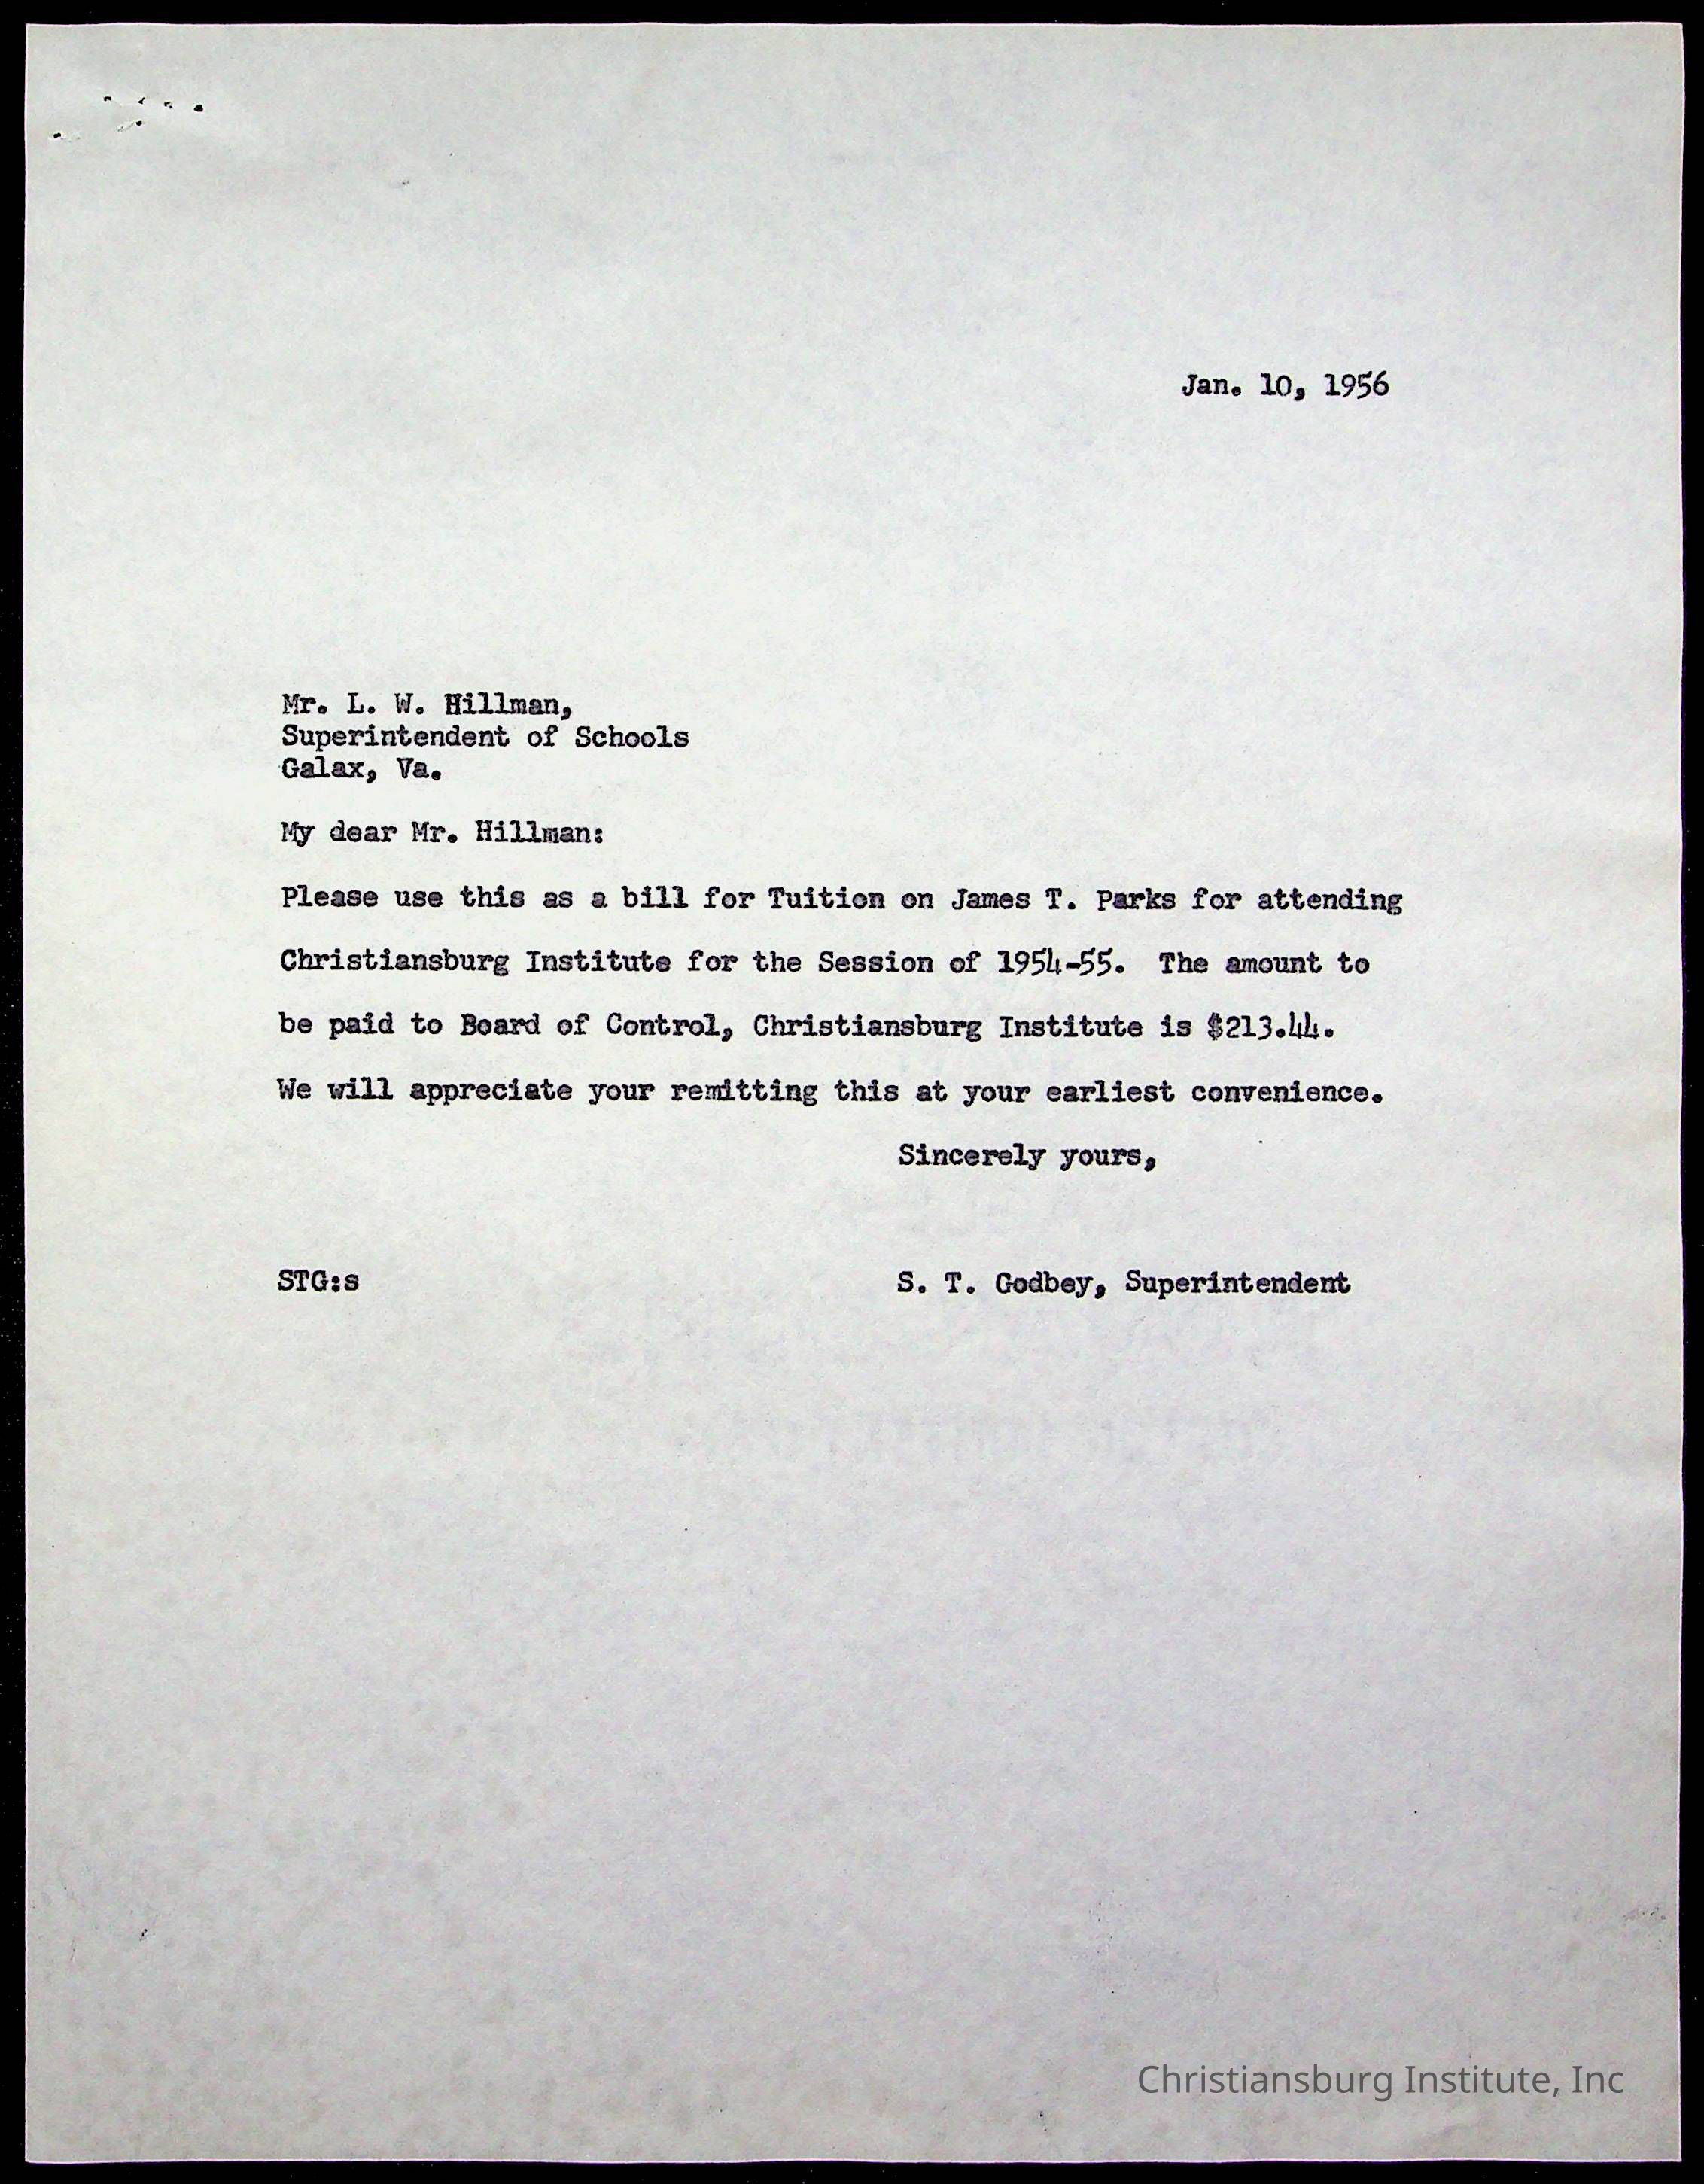 Jan. 10, 1956
Mr. L. W. Hillman,
Superintendent of Schools
Galax, Va.
My dear Mr. Hillman:
Please use this as a bill for Tuition on James T. Parks for attending
Christiansburg Institute for the Session of 1954-55. The amount to
be paid to Board of Control, Christiansburg Institute is $213.44.
We will appreciate your remitting this at your earliest convenience.
Sincerely yours,
STG:s S. T. Godbey, Superintendent
Christiansburg Institute, Inc